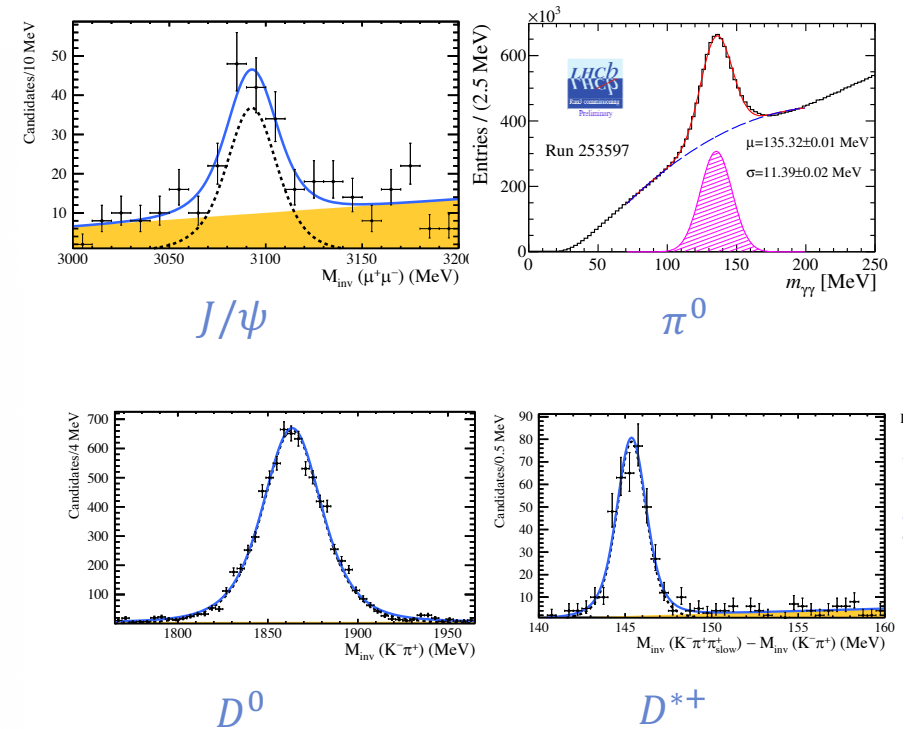 Candidates/10 MeV
50
40
30
20
10
3000
3050
3100
3150
3200
M_inv (μ⁺μ⁻) (MeV)
J/ψ
×10³
Entries / (2.5 MeV)
600
400
200
0
LHCb
Run3 commissioning
Preliminary
Run 253597
μ=135.32±0.01 MeV
σ=11.39±0.02 MeV
0
50
100
150
200
250
m_γγ [MeV]
π⁰
Candidates/4 MeV
700
600
500
400
300
200
100
1800
1850
1900
1950
M_inv (K⁻π⁺) (MeV)
D⁰
Candidates/0.5 MeV
90
80
70
60
50
40
30
20
10
140
145
150
155
160
M_inv (K⁻π⁺π⁺_slow) − M_inv (K⁻π⁺) (MeV)
D*⁺